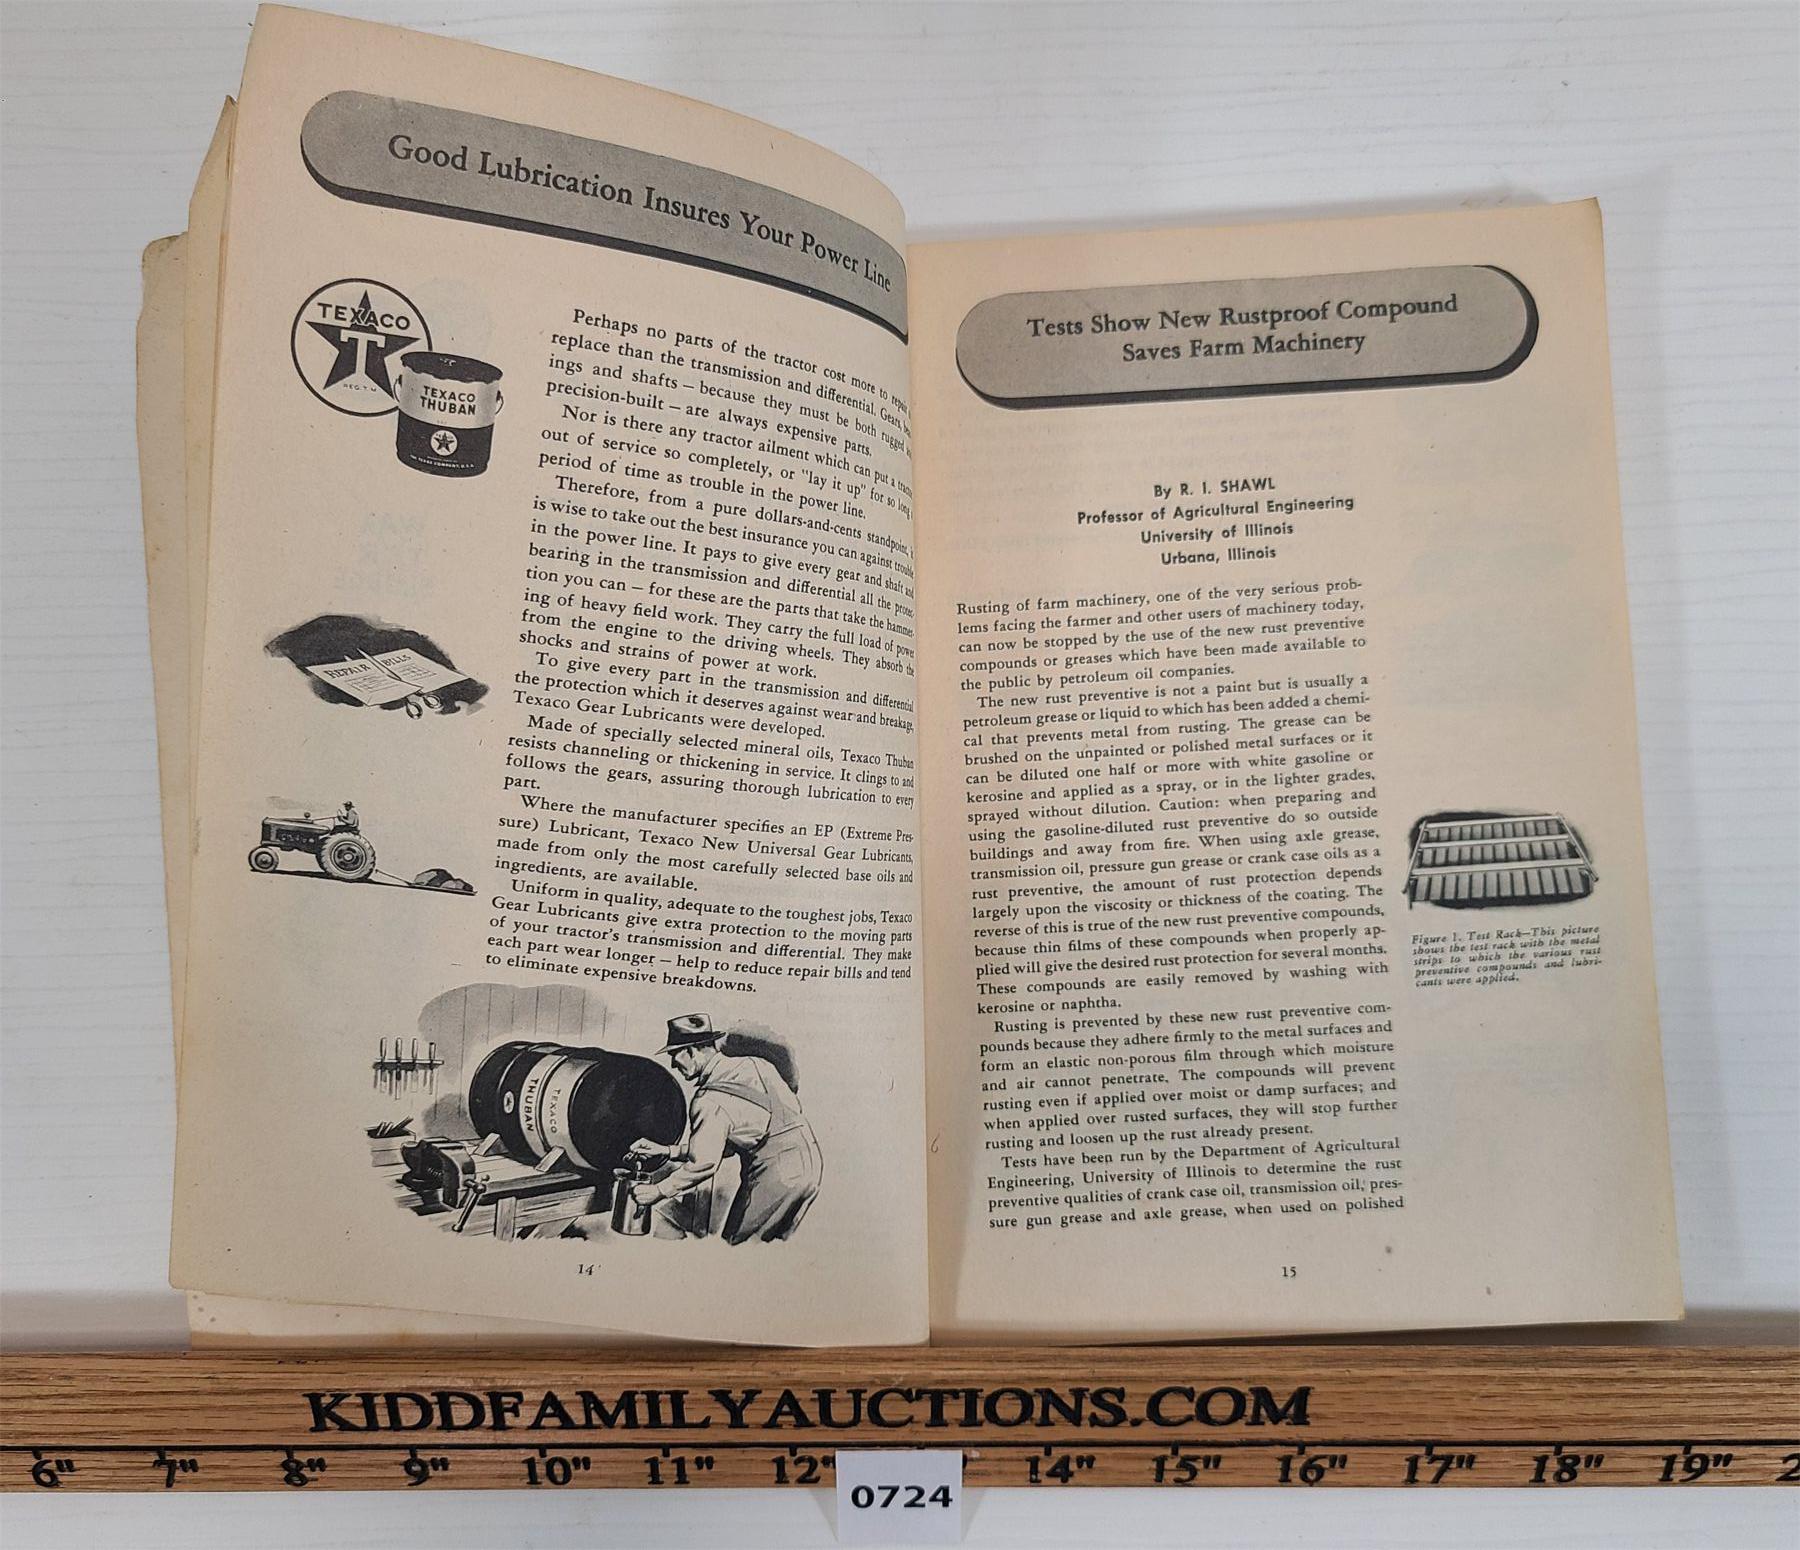 Good Lubrication Insures Your Power Line
TEXACO
T
REG. T. M.
TEXACO
THUBAN
THE TEXAS COMPANY, U.S.A.
Perhaps no parts of the tractor cost more to repair
replace than the transmission and differential. Gears,
ings and shafts – because they must be both rugged
precision-built – are always expensive parts.
Nor is there any tractor ailment which can put a
out of service so completely, or "lay it up" for so long
period of time as trouble in the power line.
Therefore, from a pure dollars-and-cents standpoint,
is wise to take out the best insurance you can against trouble
in the power line. It pays to give every gear and shaft and
bearing in the transmission and differential all the protec-
tion you can – for these are the parts that take the hammer-
ing of heavy field work. They carry the full load of power
from the engine to the driving wheels. They absorb the
shocks and strains of power at work.
To give every part in the transmission and differential
the protection which it deserves against wear and breakage,
Texaco Gear Lubricants were developed.
Made of specially selected mineral oils, Texaco Thuban
resists channeling or thickening in service. It clings to and
follows the gears, assuring thorough lubrication to every
part.
Where the manufacturer specifies an EP (Extreme Pres-
sure) Lubricant, Texaco New Universal Gear Lubricants,
made from only the most carefully selected base oils and
ingredients, are available.
Uniform in quality, adequate to the toughest jobs, Texaco
Gear Lubricants give extra protection to the moving parts
of your tractor's transmission and differential. They make
each part wear longer – help to reduce repair bills and tend
to eliminate expensive breakdowns.
REPAIR BILLS
TEXACO
THUBAN
14
Tests Show New Rustproof Compound
Saves Farm Machinery
By R. I. SHAWL
Professor of Agricultural Engineering
University of Illinois
Urbana, Illinois
Rusting of farm machinery, one of the very serious prob-
lems facing the farmer and other users of machinery today,
can now be stopped by the use of the new rust preventive
compounds or greases which have been made available to
the public by petroleum oil companies.
The new rust preventive is not a paint but is usually a
petroleum grease or liquid to which has been added a chemi-
cal that prevents metal from rusting. The grease can be
brushed on the unpainted or polished metal surfaces or it
can be diluted one half or more with white gasoline or
kerosine and applied as a spray, or in the lighter grades,
sprayed without dilution. Caution: when preparing and
using the gasoline-diluted rust preventive do so outside
buildings and away from fire. When using axle grease,
transmission oil, pressure gun grease or crank case oils as a
rust preventive, the amount of rust protection depends
largely upon the viscosity or thickness of the coating. The
reverse of this is true of the new rust preventive compounds,
because thin films of these compounds when properly ap-
plied will give the desired rust protection for several months.
These compounds are easily removed by washing with
kerosine or naphtha.
Rusting is prevented by these new rust preventive com-
pounds because they adhere firmly to the metal surfaces and
form an elastic non-porous film through which moisture
and air cannot penetrate. The compounds will prevent
rusting even if applied over moist or damp surfaces; and
when applied over rusted surfaces, they will stop further
rusting and loosen up the rust already present.
Tests have been run by the Department of Agricultural
Engineering, University of Illinois to determine the rust
preventive qualities of crank case oil, transmission oil, pres-
sure gun grease and axle grease, when used on polished
Figure 1. Test Rack—This picture
shows the test rack with the metal
strips to which the various rust
preventive compounds and lubri-
cants were applied.
15
KIDDFAMILYAUCTIONS.COM
6" 7" 8" 9" 10" 11" 12" 14" 15" 16" 17" 18" 19" 2
0724